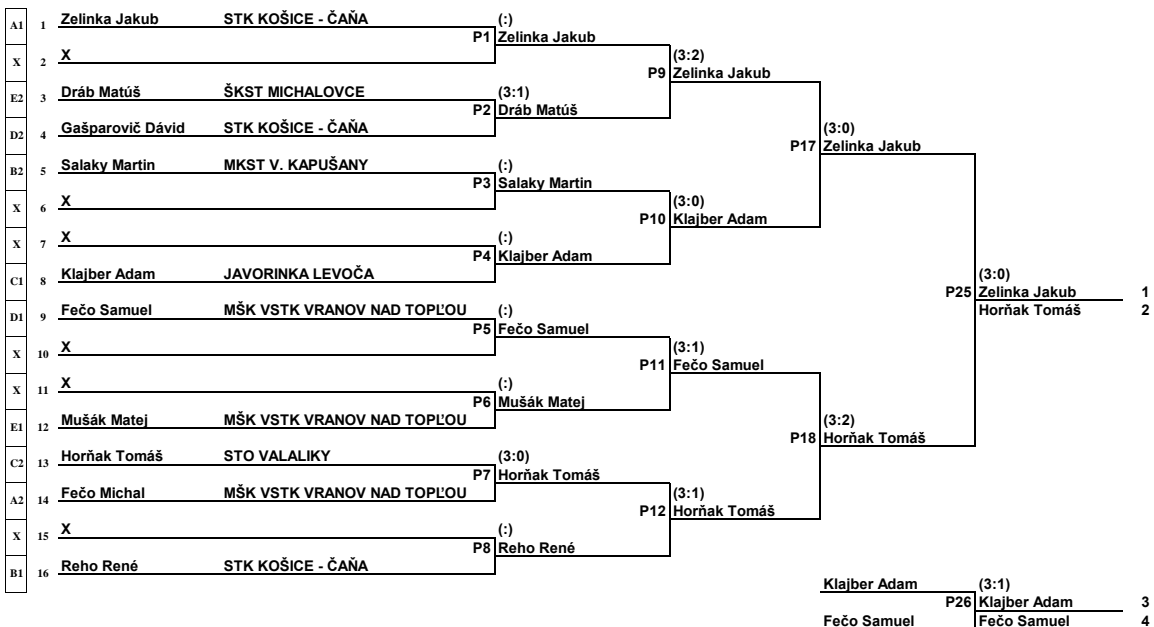 A1 1 Zelinka Jakub STK KOŠICE - ČAŇA (:)
P1 Zelinka Jakub
X 2 X (3:2)
P9 Zelinka Jakub
E2 3 Dráb Matúš ŠKST MICHALOVCE (3:1)
P2 Dráb Matúš
D2 4 Gašparovič Dávid STK KOŠICE - ČAŇA (3:0)
P17 Zelinka Jakub
B2 5 Salaky Martin MKST V. KAPUŠANY (:)
P3 Salaky Martin
X 6 X (3:0)
P10 Klajber Adam
X 7 X (:)
P4 Klajber Adam
C1 8 Klajber Adam JAVORINKA LEVOČA (3:0)
P25 Zelinka Jakub 1
D1 9 Fečo Samuel MŠK VSTK VRANOV NAD TOPĽOU (:) Horňak Tomáš 2
P5 Fečo Samuel
X 10 X (3:1)
P11 Fečo Samuel
X 11 X (:)
P6 Mušák Matej
E1 12 Mušák Matej MŠK VSTK VRANOV NAD TOPĽOU (3:2)
P18 Horňak Tomáš
C2 13 Horňak Tomáš STO VALALIKY (3:0)
P7 Horňak Tomáš
A2 14 Fečo Michal MŠK VSTK VRANOV NAD TOPĽOU (3:1)
P12 Horňak Tomáš
X 15 X (:)
P8 Reho René
B1 16 Reho René STK KOŠICE - ČAŇA
Klajber Adam (3:1)
P26 Klajber Adam 3
Fečo Samuel Fečo Samuel 4